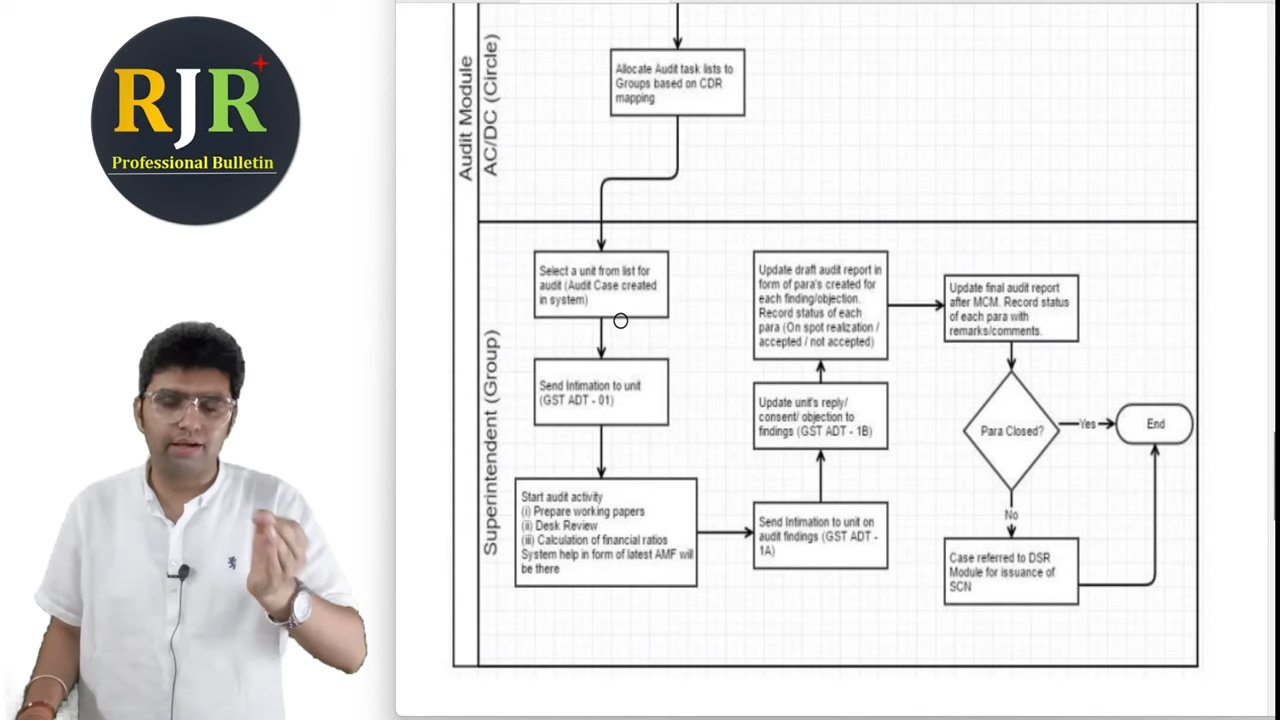 RJR
Professional Bulletin
Audit Module
AC/DC (Circle)
Allocate Audit task lists to
Groups based on CDR
mapping
Superintendent (Group)
Select a unit from list for
audit (Audit Case created
in system)
Send Intimation to unit
(GST ADT - 01)
Start audit activity
(i) Prepare working papers
(ii) Desk Review
(iii) Calculation of financial ratios
System help in form of latest AMF will
be there
Send Intimation to unit on
audit findings (GST ADT -
1A)
Update unit's reply/
consent/ objection to
findings (GST ADT - 1B)
Update draft audit report in
form of para's created for
each finding/objection.
Record status of each
para (On spot realization /
accepted / not accepted)
Update final audit report
after MCM. Record status
of each para with
remarks/comments.
Para Closed?
Yes
End
No
Case referred to DSR
Module for issuance of
SCN